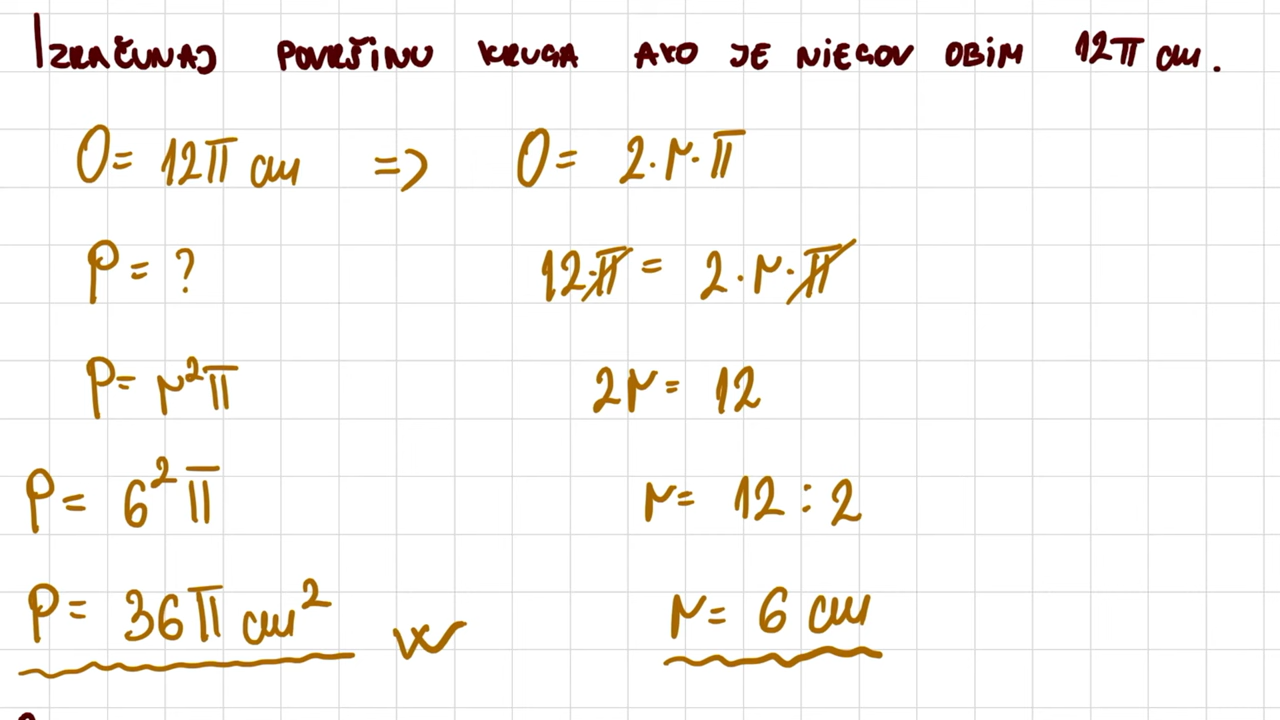 IZRAČUNAJ POVRŠINU KRUGA AKO JE NJEGOV OBIM 12π cm.
O = 12π cm => O = 2·r·π
P = ? 12·π = 2·r·π
P = r²π 2r = 12
P = 6²π r = 12 : 2
P = 36π cm² r = 6 cm